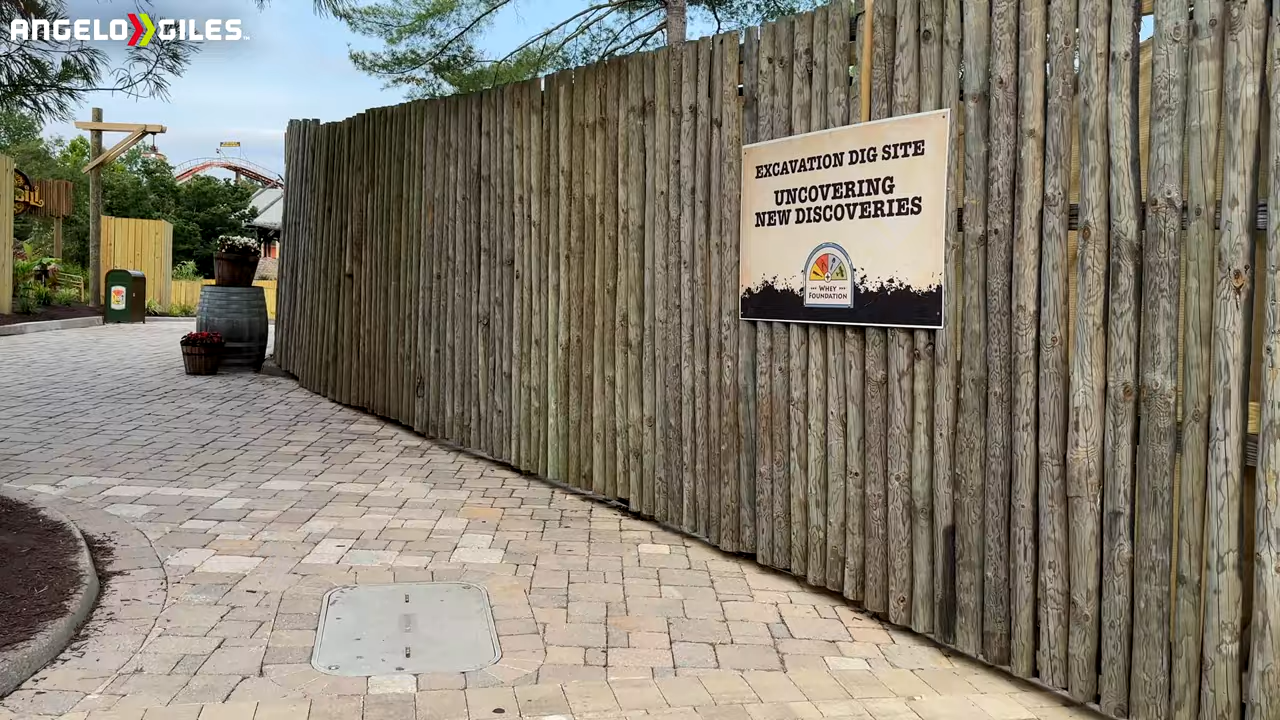 ANGELO GILES
EXCAVATION DIG SITE
UNCOVERING
NEW DISCOVERIES
WHEY
FOUNDATION